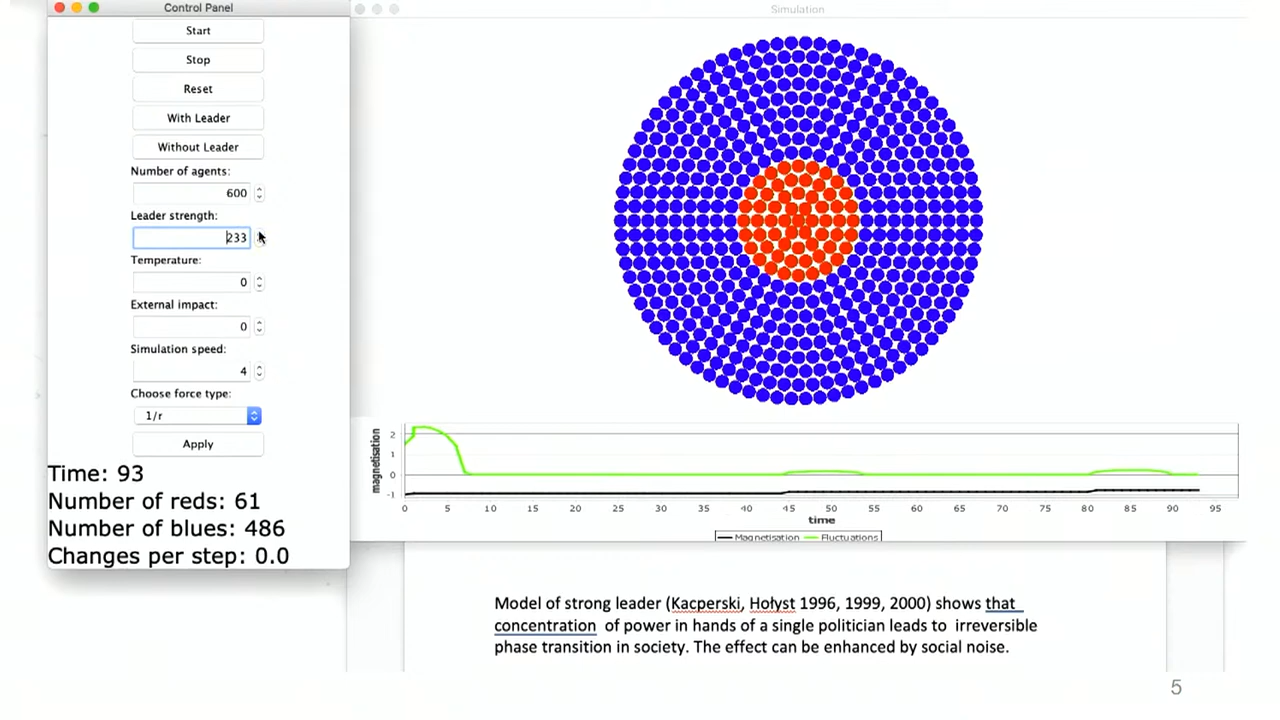 Control Panel
Simulation
Start
Stop
Reset
With Leader
Without Leader
Number of agents:
600
Leader strength:
233
Temperature:
0
External impact:
0
Simulation speed:
4
Choose force type:
1/r
Apply
Time: 93
Number of reds: 61
Number of blues: 486
Changes per step: 0.0
magnetisation
2
1
0
-1
0 5 10 15 20 25 30 35 40 45 50 55 60 65 70 75 80 85 90 95
time
Magnetisation Fluctuations
Model of strong leader (Kacperski, Hołyst 1996, 1999, 2000) shows that
concentration of power in hands of a single politician leads to irreversible
phase transition in society. The effect can be enhanced by social noise.
5